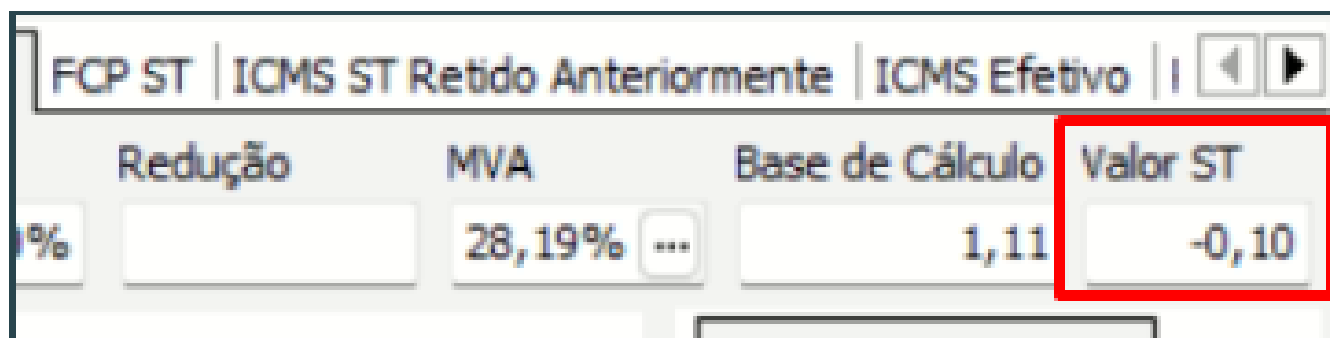 FCP ST ICMS ST Retido Anteriormente ICMS Efetivo
Redução MVA Base de Cálculo Valor ST
% 28,19% ... 1,11 -0,10